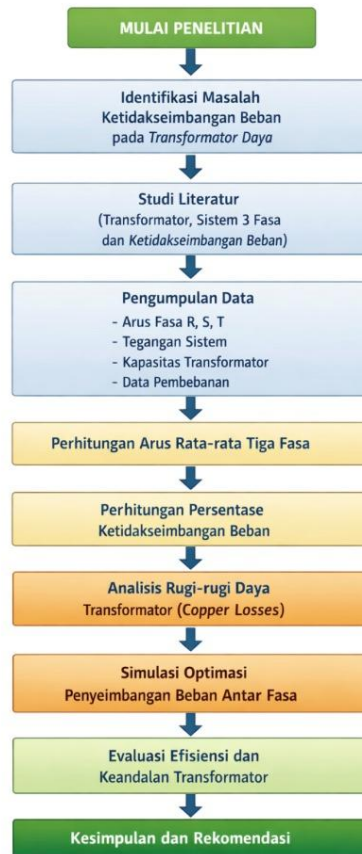 MULAI PENELITIAN
Identifikasi Masalah
Ketidakseimbangan Beban
pada Transformator Daya
Studi Literatur
(Transformator, Sistem 3 Fasa
dan Ketidakseimbangan Beban)
Pengumpulan Data
- Arus Fasa R, S, T
- Tegangan Sistem
- Kapasitas Transformator
- Data Pembebanan
Perhitungan Arus Rata-rata Tiga Fasa
Perhitungan Persentase
Ketidakseimbangan Beban
Analisis Rugi-rugi Daya
Transformator (Copper Losses)
Simulasi Optimasi
Penyeimbangan Beban Antar Fasa
Evaluasi Efisiensi dan
Keandalan Transformator
Kesimpulan dan Rekomendasi